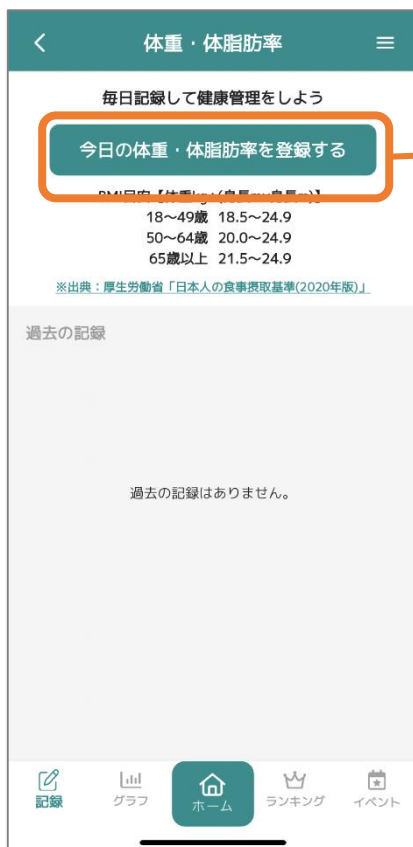 体重・体脂肪率
毎日記録して健康管理をしよう
今日の体重・体脂肪率を登録する
18〜49歳 18.5〜24.9
50〜64歳 20.0〜24.9
65歳以上 21.5〜24.9
※出典：厚生労働省「日本人の食事摂取基準(2020年版)」
過去の記録
過去の記録はありません。
記録 グラフ ホーム ランキング イベント